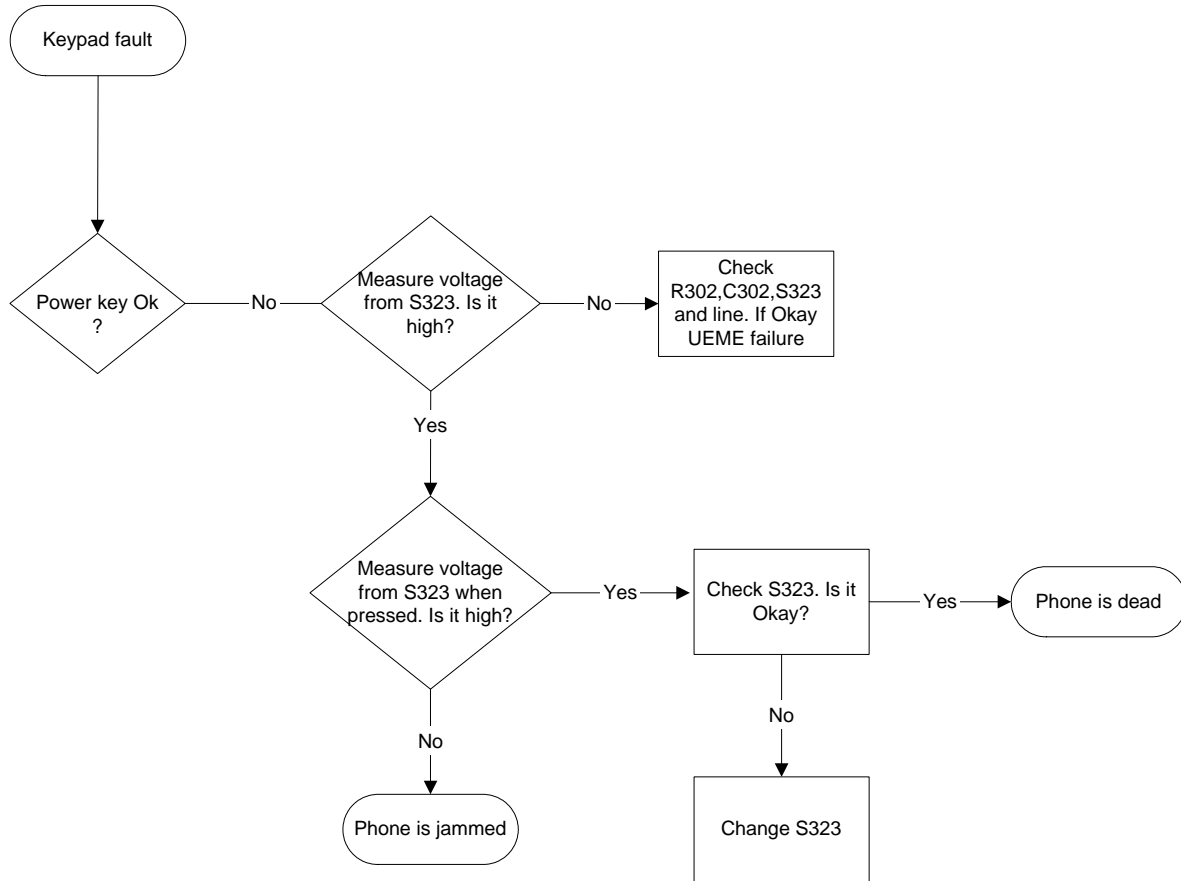 Keypad fault
Power key Ok
?
No
Measure voltage
from S323. Is it
high?
No
Check
R302,C302,S323
and line. If Okay
UEME failure
Yes
Measure voltage
from S323 when
pressed. Is it high?
Yes
Check S323. Is it
Okay?
Yes
Phone is dead
No
No
Phone is jammed
Change S323